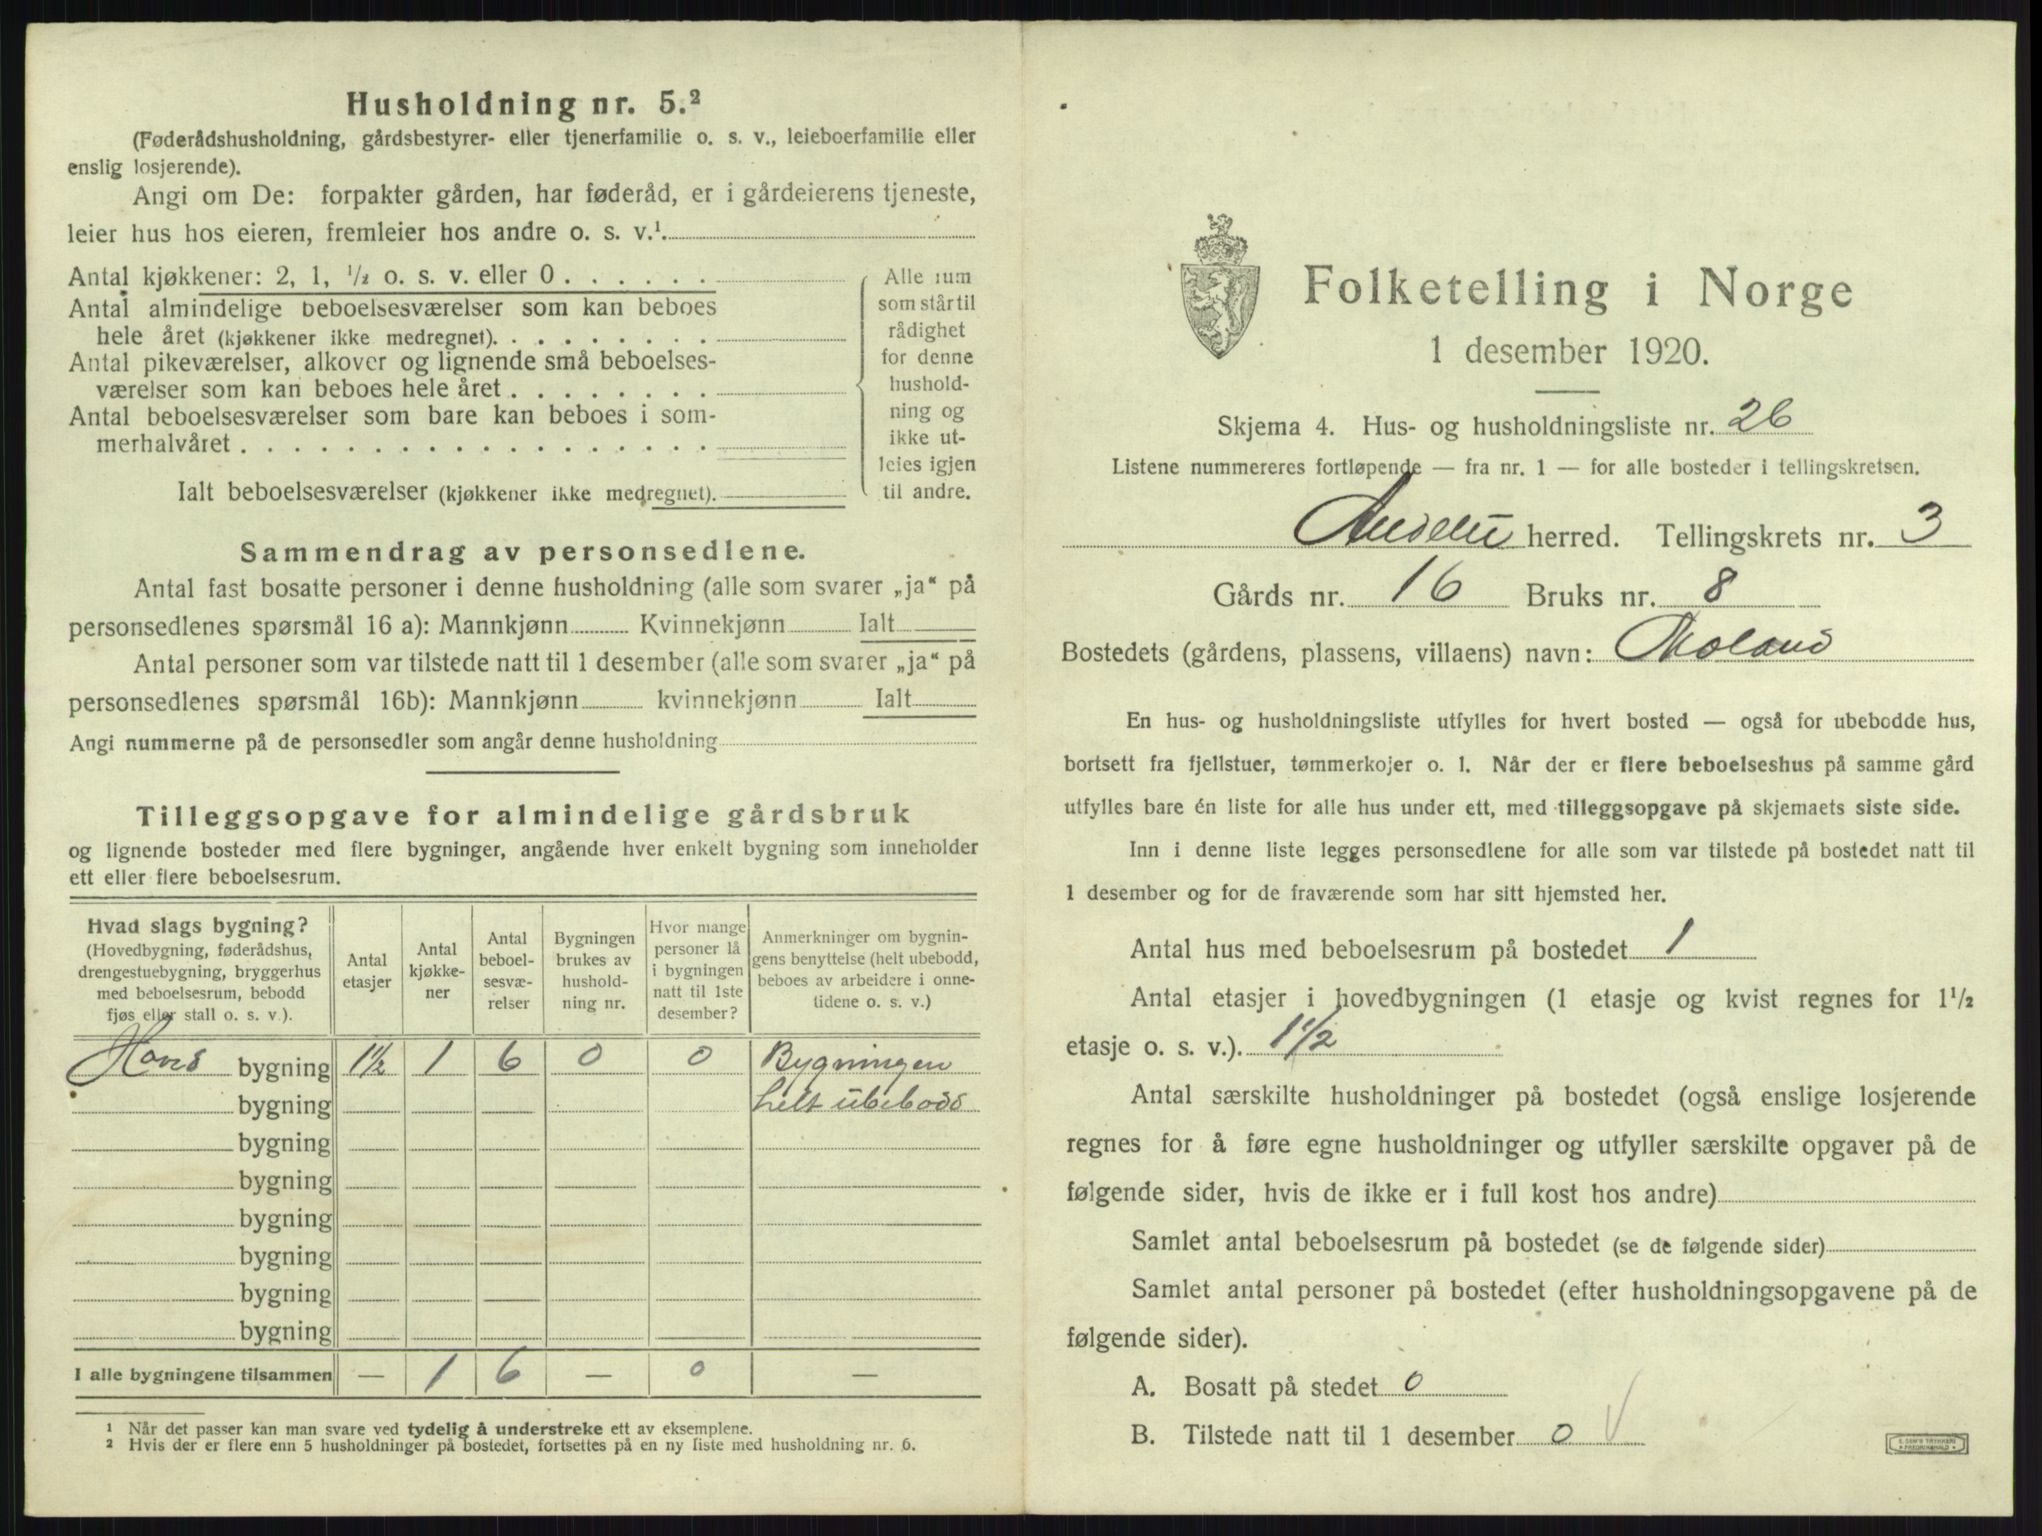 Husholdning nr. 5.²
(Føderådshusholdning, gårdsbestyrer- eller tjenerfamilie o. s. v., leieboerfamilie eller
enslig losjerende).
Angi om De: forpakter gården, har føderåd, er i gårdeierens tjeneste,
leier hus hos eieren, fremleier hos andre o. s. v.¹
Antal kjøkkener: 2, 1, ½ o. s. v. eller 0
Antal almindelige beboelsesværelser som kan beboes
hele året (kjøkkener ikke medregnet).
Antal pikeværelser, alkover og lignende små beboelses-
værelser som kan beboes hele året
Antal beboelsesværelser som bare kan beboes i som-
merhalvåret
Ialt beboelsesværelser (kjøkkener ikke medregnet).
Alle rum
som står til
rådighet
for denne
hushold-
ning og
ikke ut-
leies igjen
til andre.
Sammendrag av personsedlene.
Antal fast bosatte personer i denne husholdning (alle som svarer „ja“ på
personsedlenes spørsmål 16 a): Mannkjønn Kvinnekjønn Ialt
Antal personer som var tilstede natt til 1 desember (alle som svarer „ja“ på
personsedlenes spørsmål 16b): Mannkjønn kvinnekjønn Ialt
Angi nummerne på de personsedler som angår denne husholdning
Tilleggsopgave for almindelige gårdsbruk
og lignende bosteder med flere bygninger, angående hver enkelt bygning som inneholder
ett eller flere beboelsesrum.
Hvad slags bygning?
(Hovedbygning, føderådshus,
drengestuebygning, bryggerhus
med beboelsesrum, bebodd
fjøs eller stall o. s. v.).
Antal
etasjer
Antal
kjøkke-
ner
Antal
beboel-
sesvæ-
relser
Bygningen
brukes av
hushold-
ning nr.
Hvor mange
personer lå
i bygningen
natt til 1ste
desember?
Anmerkninger om bygnin-
gens benyttelse (helt ubebodd,
beboes av arbeidere i onne-
tidene o. s. v.)
Hoved bygning 1½ 1 6 0 0 Bygningen
bygning helt ubebodd
bygning
bygning
bygning
bygning
bygning
bygning
I alle bygningene tilsammen — 1 6 — 0 —
¹ Når det passer kan man svare ved tydelig å understreke ett av eksemplene.
² Hvis der er flere enn 5 husholdninger på bostedet, fortsettes på en ny liste med husholdning nr. 6.
Folketelling i Norge
1 desember 1920.
Skjema 4. Hus- og husholdningsliste nr. 26
Listene nummereres fortløpende — fra nr. 1 — for alle bosteder i tellingskretsen.
herred. Tellingskrets nr. 3
Gårds nr. 16 Bruks nr. 8
Bostedets (gårdens, plassens, villaens) navn: Moland
En hus- og husholdningsliste utfylles for hvert bosted — også for ubebodde hus,
bortsett fra fjellstuer, tømmerkojer o. l. Når der er flere beboelseshus på samme gård
utfylles bare én liste for alle hus under ett, med tilleggsopgave på skjemaets siste side.
Inn i denne liste legges personsedlene for alle som var tilstede på bostedet natt til
1 desember og for de fraværende som har sitt hjemsted her.
Antal hus med beboelsesrum på bostedet 1
Antal etasjer i hovedbygningen (1 etasje og kvist regnes for 1½
etasje o. s. v.). 1½
Antal særskilte husholdninger på bostedet (også enslige losjerende
regnes for å føre egne husholdninger og utfyller særskilte opgaver på de
følgende sider, hvis de ikke er i full kost hos andre)
Samlet antal beboelsesrum på bostedet (se de følgende sider)
Samlet antal personer på bostedet (efter husholdningsopgavene på de
følgende sider).
A. Bosatt på stedet 0
B. Tilstede natt til 1 desember 0